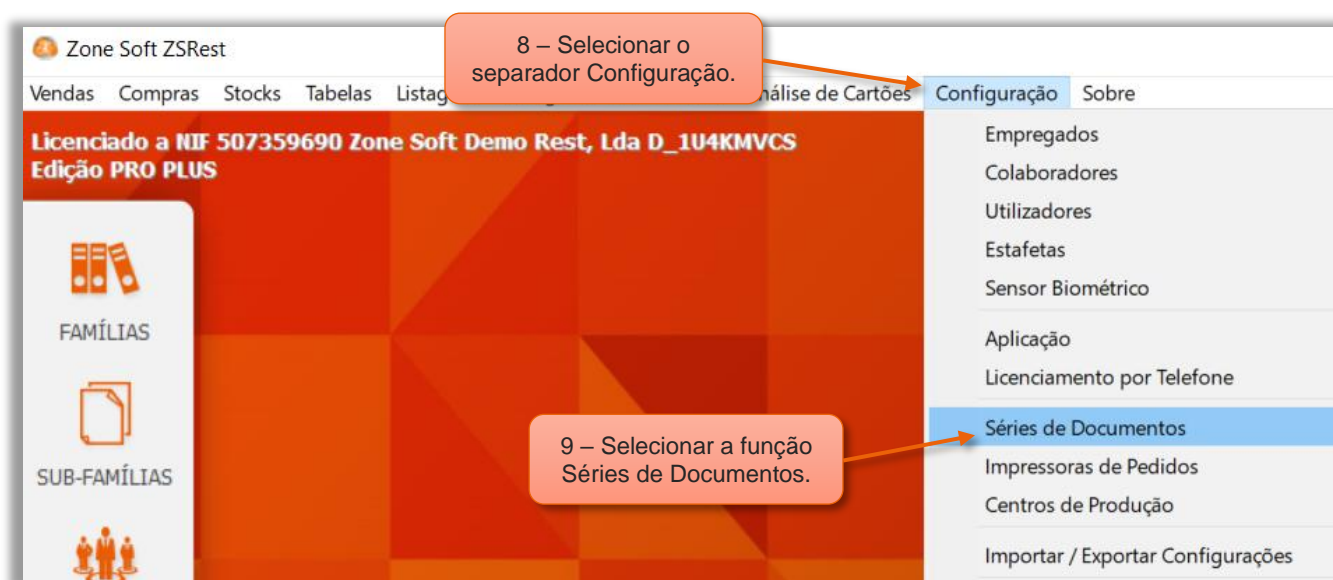 Zone Soft ZSRest
8 – Selecionar o
separador Configuração.
Vendas Compras Stocks Tabelas Listag de Cartões Configuração Sobre
Licenciado a NIF 507359690 Zone Soft Demo Rest, Lda D_1U4KMVCS
Edição PRO PLUS
Empregados
Colaboradores
Utilizadores
Estafetas
Sensor Biométrico
Aplicação
Licenciamento por Telefone
Séries de Documentos
Impressoras de Pedidos
Centros de Produção
Importar / Exportar Configurações
FAMÍLIAS
SUB-FAMÍLIAS
9 – Selecionar a função
Séries de Documentos.